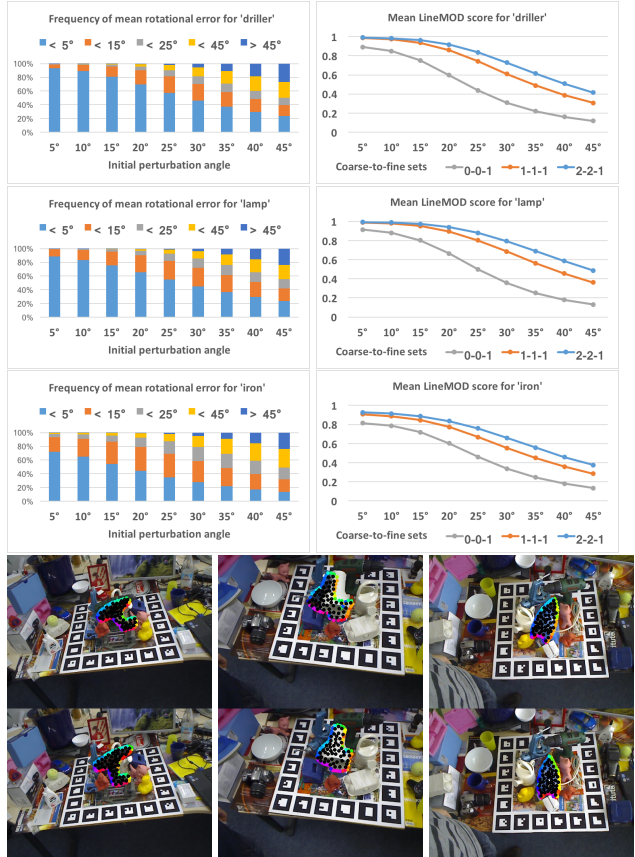 Frequency of mean rotational error for 'driller'
< 5° < 15° < 25° < 45° > 45°
100%
80%
60%
40%
20%
0%
5° 10° 15° 20° 25° 30° 35° 40° 45°
Initial perturbation angle
Mean LineMOD score for 'driller'
1
0.8
0.6
0.4
0.2
0
5° 10° 15° 20° 25° 30° 35° 40° 45°
Coarse-to-fine sets 0-0-1 1-1-1 2-2-1
Frequency of mean rotational error for 'lamp'
< 5° < 15° < 25° < 45° > 45°
100%
80%
60%
40%
20%
0%
5° 10° 15° 20° 25° 30° 35° 40° 45°
Initial perturbation angle
Mean LineMOD score for 'lamp'
1
0.8
0.6
0.4
0.2
0
5° 10° 15° 20° 25° 30° 35° 40° 45°
Coarse-to-fine sets 0-0-1 1-1-1 2-2-1
Frequency of mean rotational error for 'iron'
< 5° < 15° < 25° < 45° > 45°
100%
80%
60%
40%
20%
0%
5° 10° 15° 20° 25° 30° 35° 40° 45°
Initial perturbation angle
Mean LineMOD score for 'iron'
1
0.8
0.6
0.4
0.2
0
5° 10° 15° 20° 25° 30° 35° 40° 45°
Coarse-to-fine sets 0-0-1 1-1-1 2-2-1